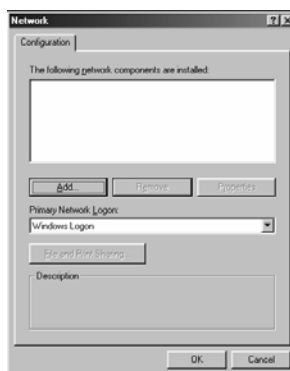 Network
Configuration
The following network components are installed:
Add...
Remove
Properties
Primary Network Logon:
Windows Logon
File and Print Sharing...
Description
OK
Cancel